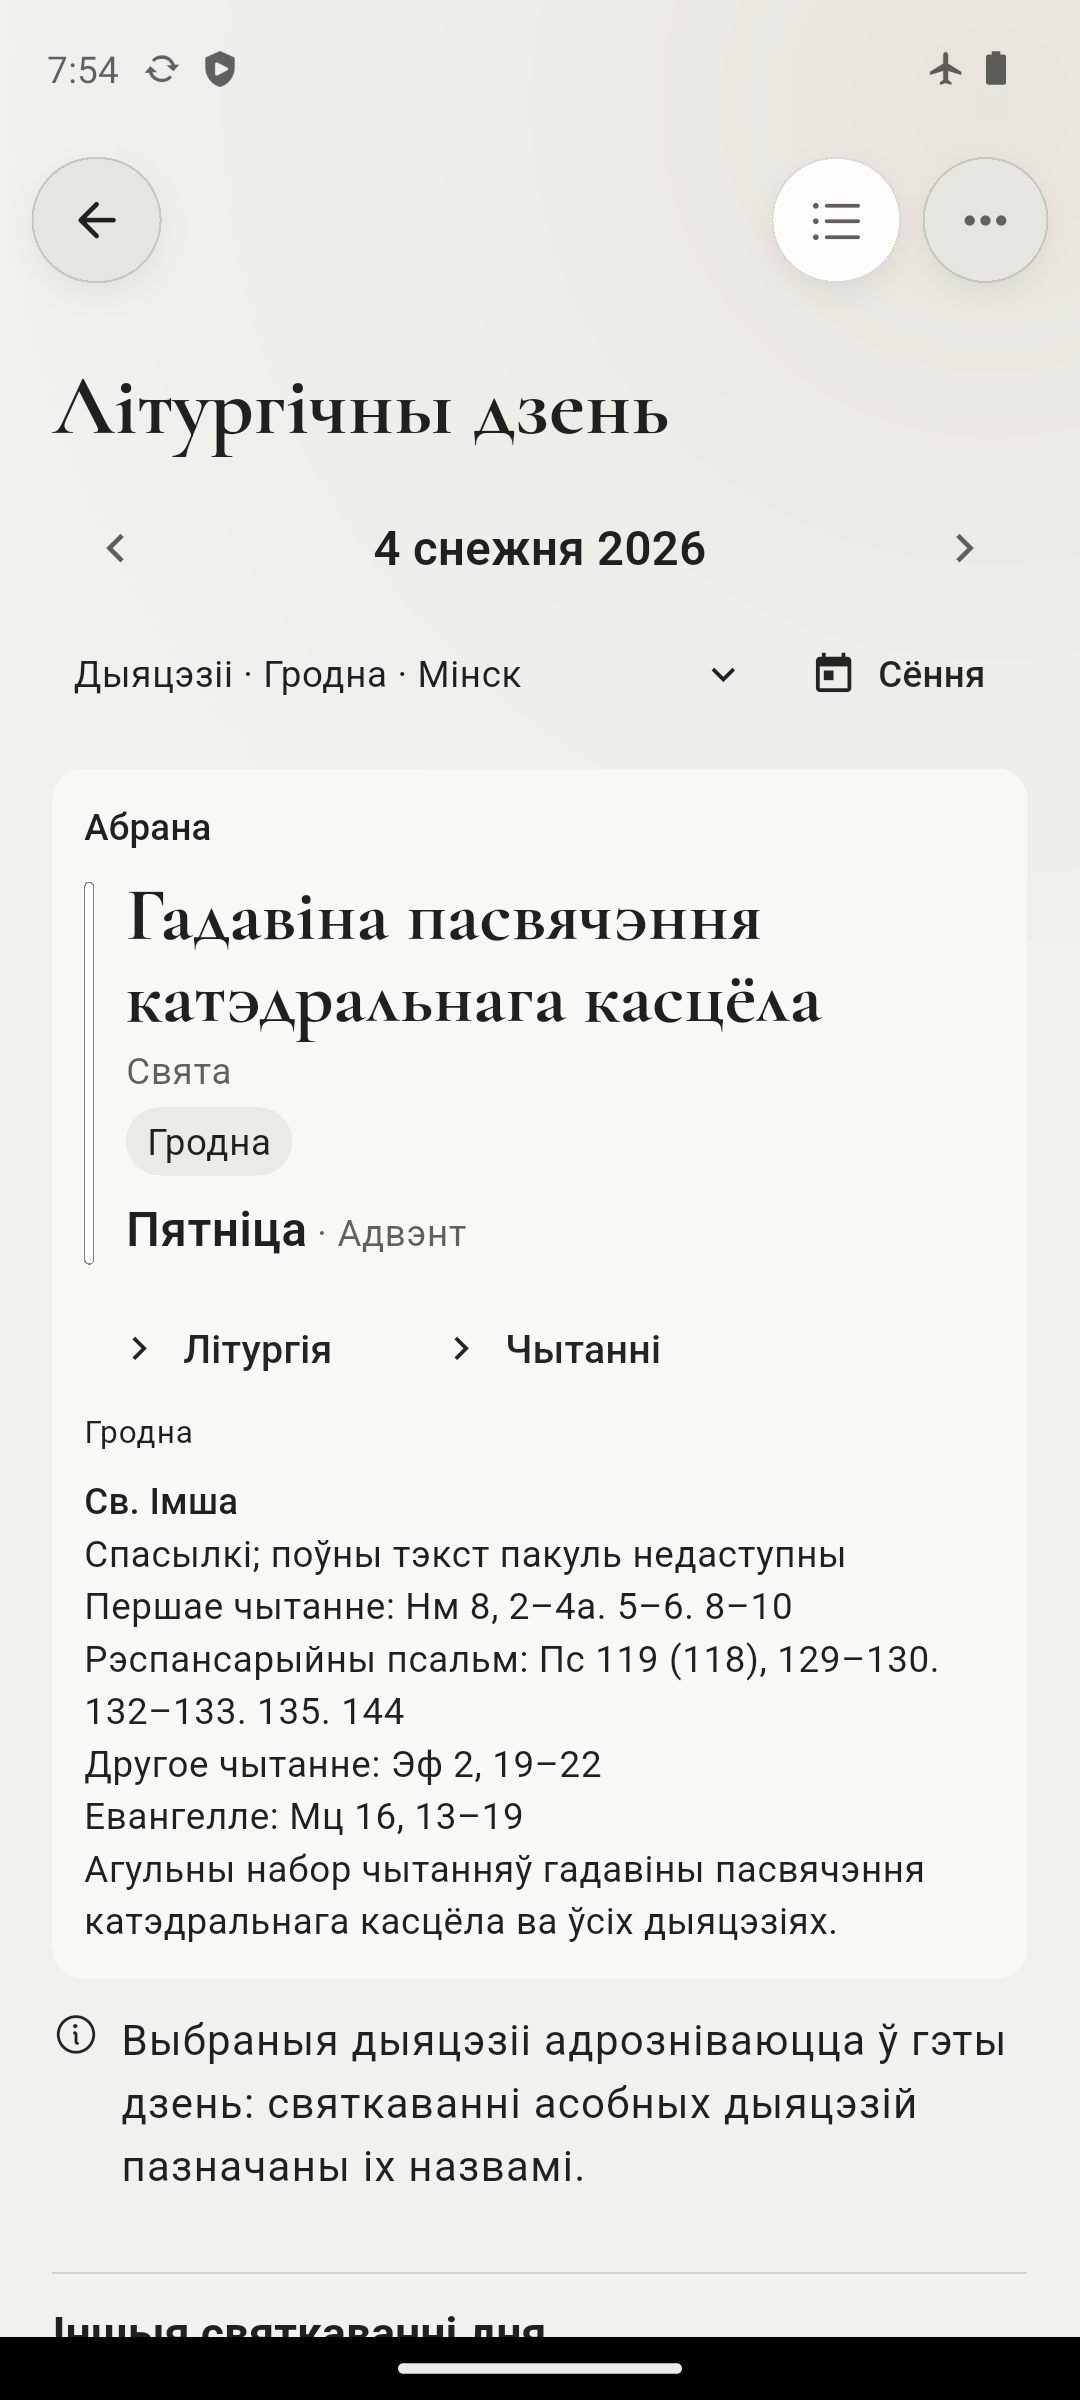 7:54
Літургічны дзень
4 снежня 2026
Дыяцэзіі · Гродна · Мінск
Сёння
Абрана
Гадавіна пасвячэння
катэдральнага касцёла
Свята
Гродна
Пятніца · Адвэнт
Літургія
Чытанні
Гродна
Св. Імша
Спасылкі; поўны тэкст пакуль недаступны
Першае чытанне: Нм 8, 2–4а. 5–6. 8–10
Рэспансарыйны псальм: Пс 119 (118), 129–130.
132–133. 135. 144
Другое чытанне: Эф 2, 19–22
Евангелле: Мц 16, 13–19
Агульны набор чытанняў гадавіны пасвячэння
катэдральнага касцёла ва ўсіх дыяцэзіях.
Выбраныя дыяцэзіі адрозніваюцца ў гэты
дзень: святкаванні асобных дыяцэзій
пазначаны іх назвамі.
Іншыя святкаванні дня